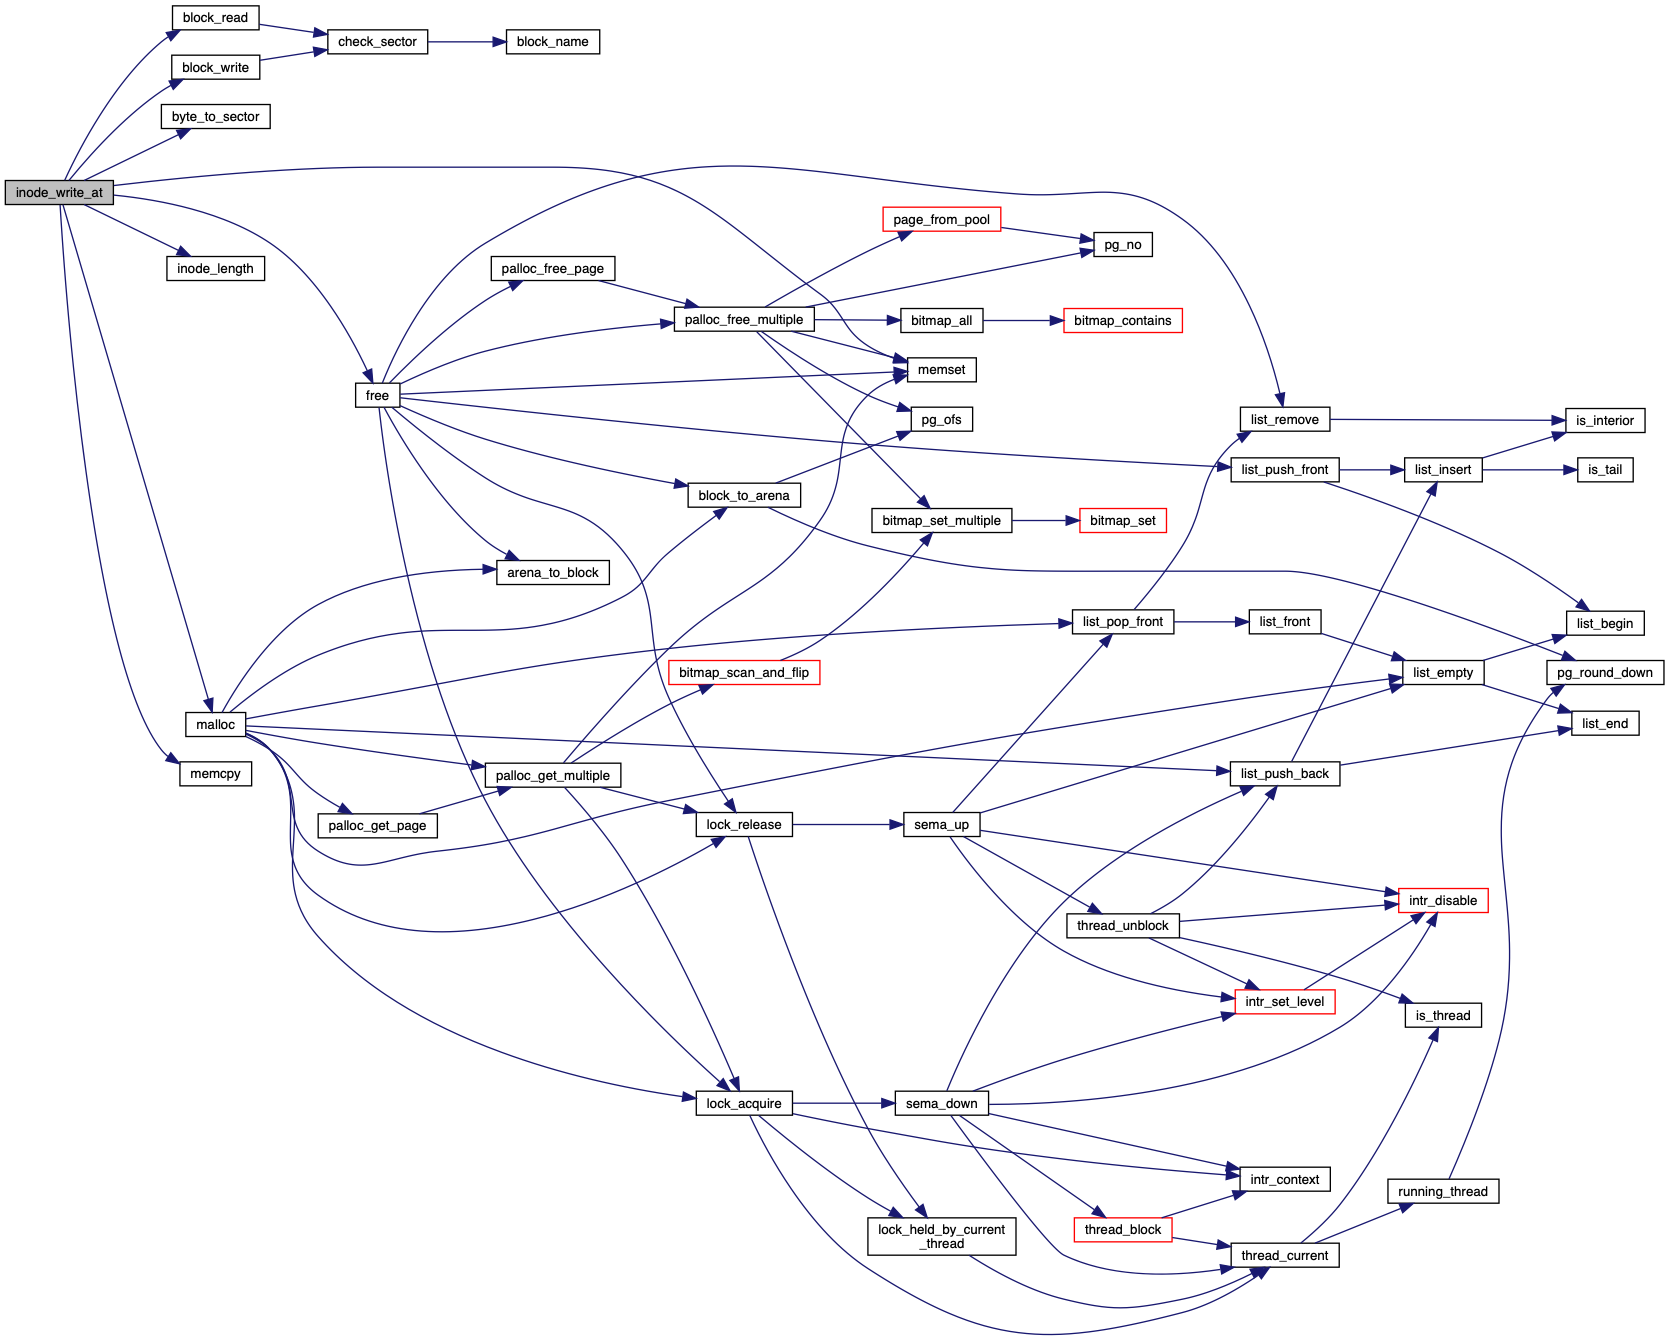 block_read
check_sector
block_name
block_write
byte_to_sector
inode_write_at
page_from_pool
pg_no
inode_length
palloc_free_page
palloc_free_multiple
bitmap_all
bitmap_contains
memset
free
pg_ofs
list_remove
is_interior
list_push_front
list_insert
is_tail
block_to_arena
bitmap_set_multiple
bitmap_set
arena_to_block
list_pop_front
list_front
list_begin
bitmap_scan_and_flip
list_empty
pg_round_down
malloc
list_end
memcpy
palloc_get_multiple
list_push_back
palloc_get_page
lock_release
sema_up
intr_disable
thread_unblock
intr_set_level
is_thread
lock_acquire
sema_down
intr_context
running_thread
lock_held_by_current
_thread
thread_block
thread_current